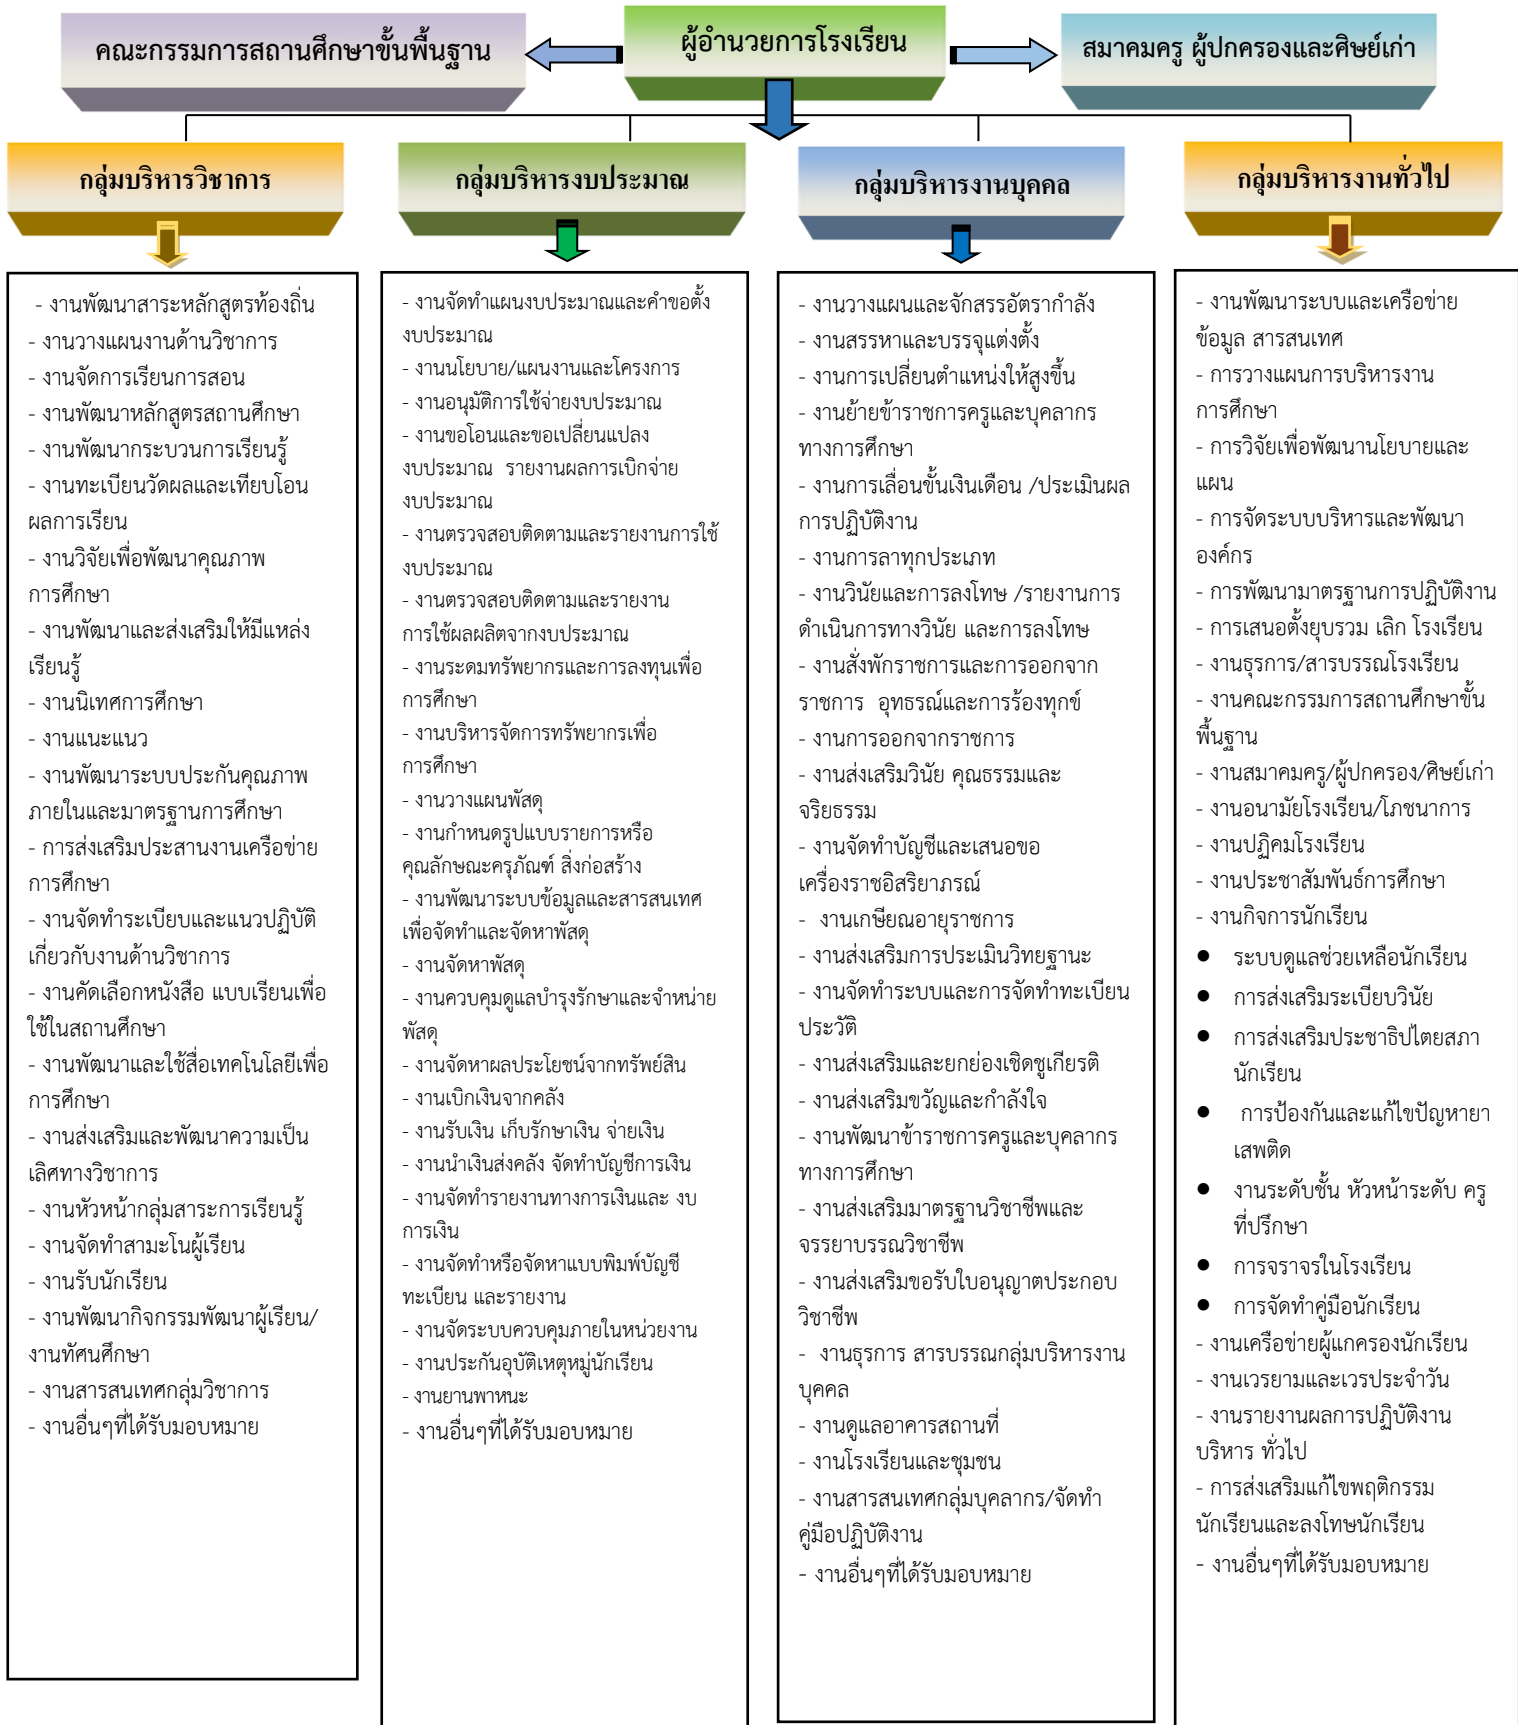 คณะกรรมการสถานศึกษาขั้นพื้นฐาน
ผู้อำนวยการโรงเรียน
สมาคมครู ผู้ปกครองและศิษย์เก่า
กลุ่มบริหารวิชาการ
กลุ่มบริหารงบประมาณ
กลุ่มบริหารงานบุคคล
กลุ่มบริหารงานทั่วไป
- งานพัฒนาสาระหลักสูตรท้องถิ่น
- งานวางแผนงานด้านวิชาการ
- งานจัดการเรียนการสอน
- งานพัฒนาหลักสูตรสถานศึกษา
- งานพัฒนากระบวนการเรียนรู้
- งานทะเบียนวัดผลและเทียบโอน
ผลการเรียน
- งานวิจัยเพื่อพัฒนาคุณภาพ
การศึกษา
- งานพัฒนาและส่งเสริมให้มีแหล่ง
เรียนรู้
- งานนิเทศการศึกษา
- งานแนะแนว
- งานพัฒนาระบบประกันคุณภาพ
ภายในและมาตรฐานการศึกษา
- การส่งเสริมประสานงานเครือข่าย
การศึกษา
- งานจัดทำระเบียบและแนวปฏิบัติ
เกี่ยวกับงานด้านวิชาการ
- งานคัดเลือกหนังสือ แบบเรียนเพื่อ
ใช้ในสถานศึกษา
- งานพัฒนาและใช้สื่อเทคโนโลยีเพื่อ
การศึกษา
- งานส่งเสริมและพัฒนาความเป็น
เลิศทางวิชาการ
- งานหัวหน้ากลุ่มสาระการเรียนรู้
- งานจัดทำสามะโนผู้เรียน
- งานรับนักเรียน
- งานพัฒนากิจกรรมพัฒนาผู้เรียน/
งานทัศนศึกษา
- งานสารสนเทศกลุ่มวิชาการ
- งานอื่นๆที่ได้รับมอบหมาย
- งานจัดทำแผนงบประมาณและคำขอตั้ง
งบประมาณ
- งานนโยบาย/แผนงานและโครงการ
- งานอนุมัติการใช้จ่ายงบประมาณ
- งานขอโอนและขอเปลี่ยนแปลง
งบประมาณ รายงานผลการเบิกจ่าย
งบประมาณ
- งานตรวจสอบติดตามและรายงานการใช้
งบประมาณ
- งานตรวจสอบติดตามและรายงาน
การใช้ผลผลิตจากงบประมาณ
- งานระดมทรัพยากรและการลงทุนเพื่อ
การศึกษา
- งานบริหารจัดการทรัพยากรเพื่อ
การศึกษา
- งานวางแผนพัสดุ
- งานกำหนดรูปแบบรายการหรือ
คุณลักษณะครุภัณฑ์ สิ่งก่อสร้าง
- งานพัฒนาระบบข้อมูลและสารสนเทศ
เพื่อจัดทำและจัดหาพัสดุ
- งานจัดหาพัสดุ
- งานควบคุมดูแลบำรุงรักษาและจำหน่าย
พัสดุ
- งานจัดหาผลประโยชน์จากทรัพย์สิน
- งานเบิกเงินจากคลัง
- งานรับเงิน เก็บรักษาเงิน จ่ายเงิน
- งานนำเงินส่งคลัง จัดทำบัญชีการเงิน
- งานจัดทำรายงานทางการเงินและ งบ
การเงิน
- งานจัดทำหรือจัดหาแบบพิมพ์บัญชี
ทะเบียน และรายงาน
- งานจัดระบบควบคุมภายในหน่วยงาน
- งานประกันอุบัติเหตุหมู่นักเรียน
- งานยานพาหนะ
- งานอื่นๆที่ได้รับมอบหมาย
- งานวางแผนและจักสรรอัตรากำลัง
- งานสรรหาและบรรจุแต่งตั้ง
- งานการเปลี่ยนตำแหน่งให้สูงขึ้น
- งานย้ายข้าราชการครูและบุคลากร
ทางการศึกษา
- งานการเลื่อนขั้นเงินเดือน /ประเมินผล
การปฏิบัติงาน
- งานการลาทุกประเภท
- งานวินัยและการลงโทษ /รายงานการ
ดำเนินการทางวินัย และการลงโทษ
- งานสั่งพักราชการและการออกจาก
ราชการ อุทธรณ์และการร้องทุกข์
- งานการออกจากราชการ
- งานส่งเสริมวินัย คุณธรรมและ
จริยธรรม
- งานจัดทำบัญชีและเสนอขอ
เครื่องราชอิสริยาภรณ์
- งานเกษียณอายุราชการ
- งานส่งเสริมการประเมินวิทยฐานะ
- งานจัดทำระบบและการจัดทำทะเบียน
ประวัติ
- งานส่งเสริมและยกย่องเชิดชูเกียรติ
- งานส่งเสริมขวัญและกำลังใจ
- งานพัฒนาข้าราชการครูและบุคลากร
ทางการศึกษา
- งานส่งเสริมมาตรฐานวิชาชีพและ
จรรยาบรรณวิชาชีพ
- งานส่งเสริมขอรับใบอนุญาตประกอบ
วิชาชีพ
- งานธุรการ สารบรรณกลุ่มบริหารงาน
บุคคล
- งานดูแลอาคารสถานที่
- งานโรงเรียนและชุมชน
- งานสารสนเทศกลุ่มบุคลากร/จัดทำ
คู่มือปฏิบัติงาน
- งานอื่นๆที่ได้รับมอบหมาย
- งานพัฒนาระบบและเครือข่าย
ข้อมูล สารสนเทศ
- การวางแผนการบริหารงาน
การศึกษา
- การวิจัยเพื่อพัฒนานโยบายและ
แผน
- การจัดระบบบริหารและพัฒนา
องค์กร
- การพัฒนามาตรฐานการปฏิบัติงาน
- การเสนอตั้งยุบรวม เลิก โรงเรียน
- งานธุรการ/สารบรรณโรงเรียน
- งานคณะกรรมการสถานศึกษาขั้น
พื้นฐาน
- งานสมาคมครู/ผู้ปกครอง/ศิษย์เก่า
- งานอนามัยโรงเรียน/โภชนาการ
งานปฏิคมโรงเรียน
- งานประชาสัมพันธ์การศึกษา
- งานกิจการนักเรียน
● ระบบดูแลช่วยเหลือนักเรียน
● การส่งเสริมระเบียบวินัย
● การส่งเสริมประชาธิปไตยสภา
นักเรียน
● การป้องกันและแก้ไขปัญหายา
เสพติด
● งานระดับชั้น หัวหน้าระดับ ครู
ที่ปรึกษา
● การจราจรในโรงเรียน
● การจัดทำคู่มือนักเรียน
- งานเครือข่ายผู้แกครองนักเรียน
- งานเวรยามและเวรประจำวัน
- งานรายงานผลการปฏิบัติงาน
บริหาร ทั่วไป
- การส่งเสริมแก้ไขพฤติกรรม
นักเรียนและลงโทษนักเรียน
- งานอื่นๆที่ได้รับมอบหมาย